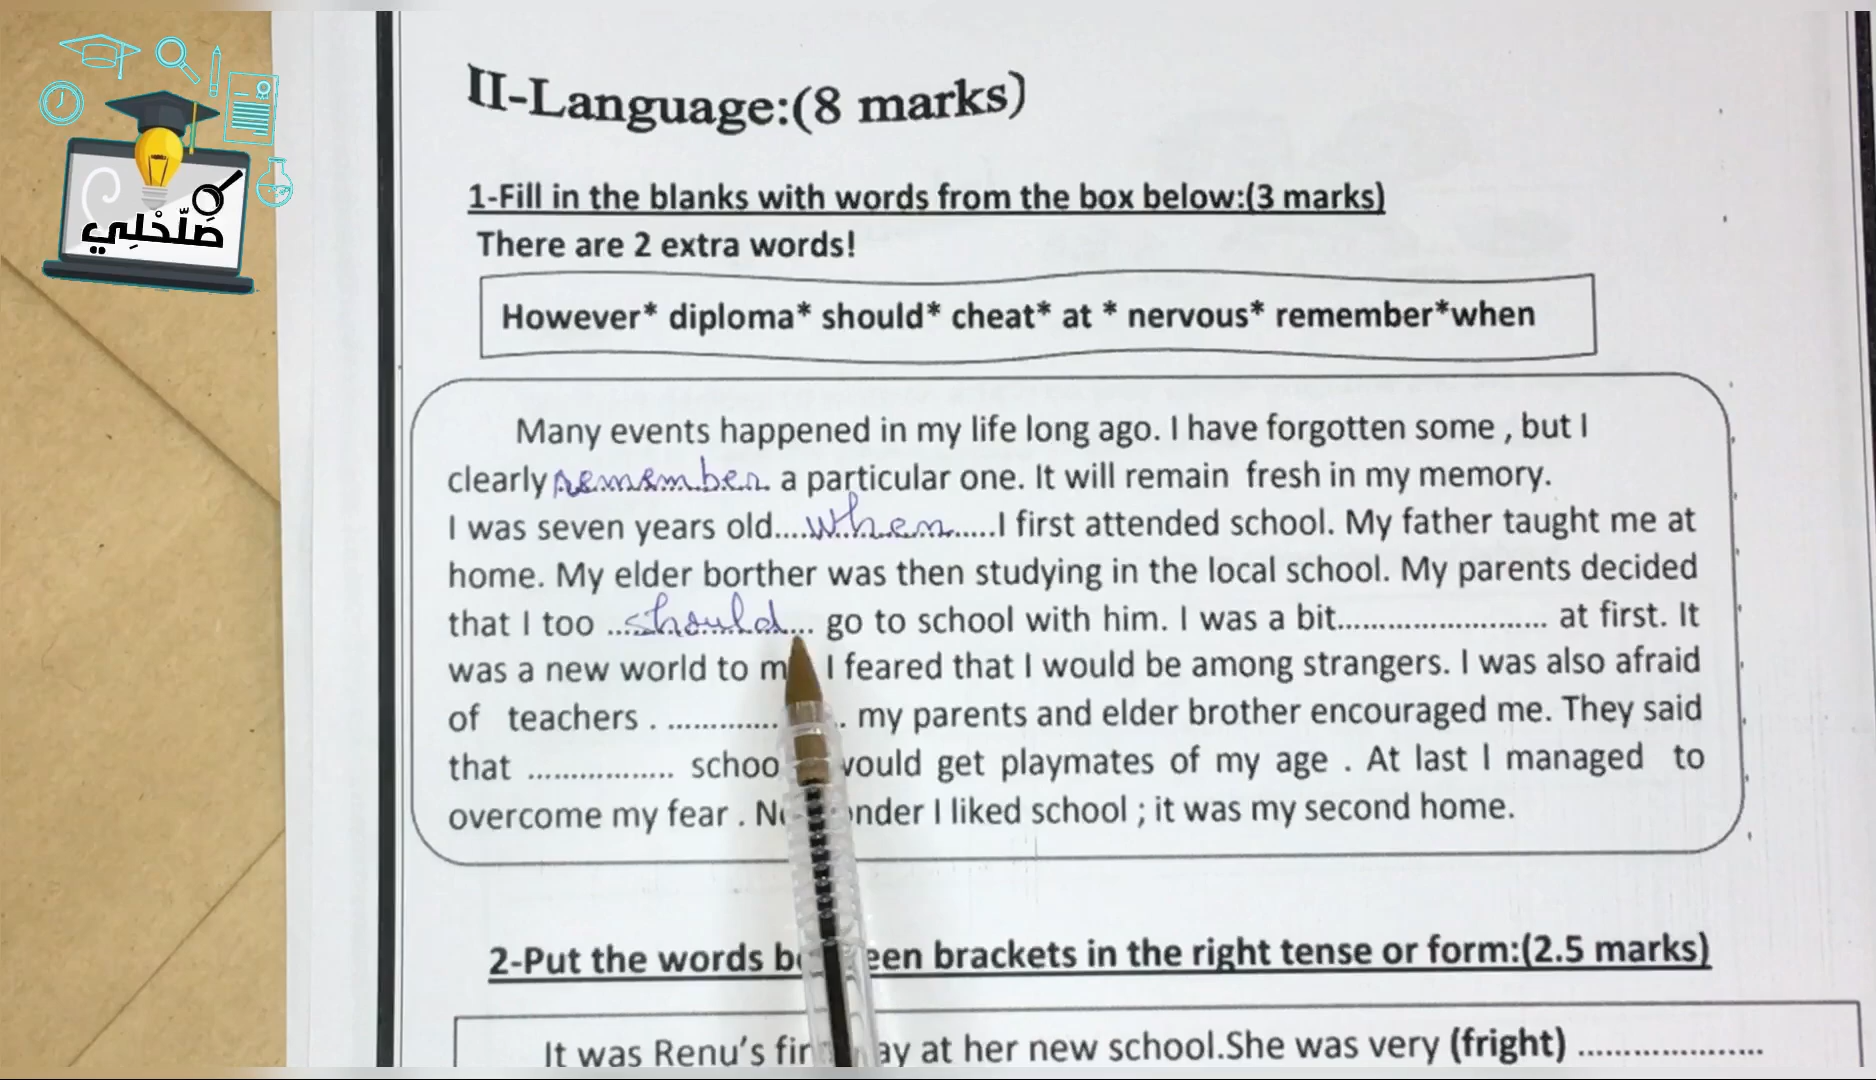 صَلَّحْلِي
II-Language:(8 marks)
1-Fill in the blanks with words from the box below:(3 marks)
There are 2 extra words!
However* diploma* should* cheat* at * nervous* remember*when
Many events happened in my life long ago. I have forgotten some , but I
clearly remember a particular one. It will remain fresh in my memory.
I was seven years old....when......I first attended school. My father taught me at
home. My elder borther was then studying in the local school. My parents decided
that I too ...should... go to school with him. I was a bit........................ at first. It
was a new world to m I feared that I would be among strangers. I was also afraid
of teachers . ............. . my parents and elder brother encouraged me. They said
that ................ schoo would get playmates of my age . At last I managed to
overcome my fear . No onder I liked school ; it was my second home.
2-Put the words between brackets in the right tense or form:(2.5 marks)
It was Renu's first day at her new school.She was very (fright) .....................